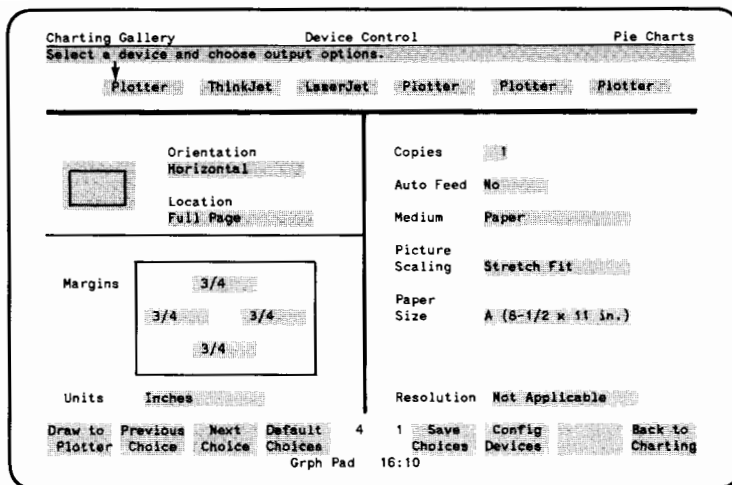 Charting Gallery Device Control Pie Charts
Select a device and choose output options.
Plotter ThinkJet LaserJet Plotter Plotter Plotter
Orientation
Horizontal
Location
Full Page
Margins
3/4
3/4 3/4
3/4
Units Inches
Copies 1
Auto Feed No
Medium Paper
Picture
Scaling Stretch Fit
Paper
Size A (8-1/2 x 11 in.)
Resolution Not Applicable
Draw to Previous Next Default 4 1 Save Config Back to
Plotter Choice Choice Choices Choices Devices Charting
Grph Pad 16:10